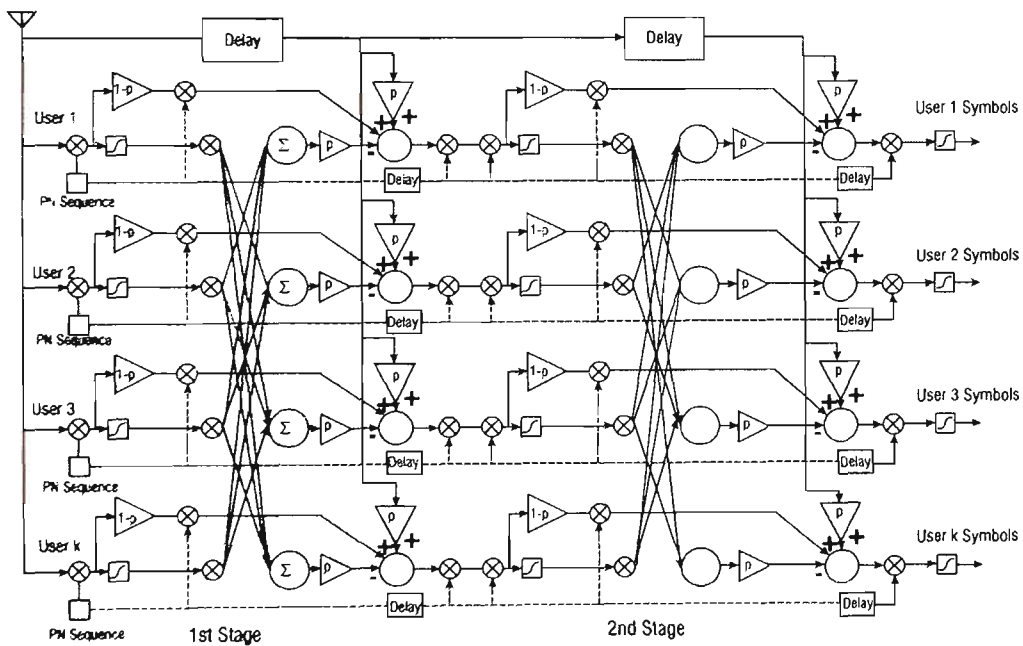 Delay Delay
1-p p 1-p p
User 1 + + + + User 1 Symbols
Σ p - p -
Delay Delay
PN Sequence
1-p p 1-p p
User 2 + + + + User 2 Symbols
Σ p - p -
Delay Delay
PN Sequence
1-p p 1-p p
User 3 + + + + User 3 Symbols
Σ p - p -
Delay Delay
PN Sequence
1-p p 1-p p
User k + + + + User k Symbols
Σ p - p -
Delay Delay
PN Sequence
1st Stage 2nd Stage